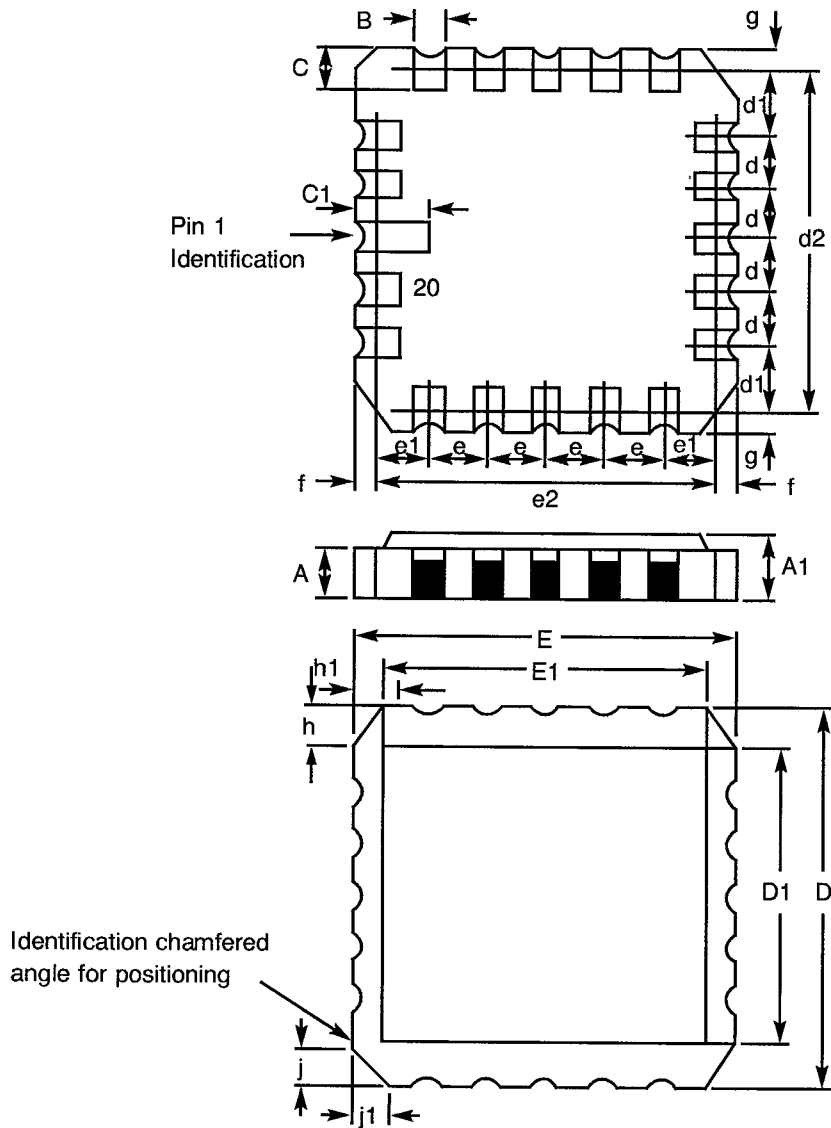 B
g
C
d1
d
C1
d
Pin 1
Identification
d
d2
20
d
d1
e1 e e e e e1
g
f
e2
f
A
A1
E
h1
E1
h
D1
D
Identification chamfered
angle for positioning
j
j1